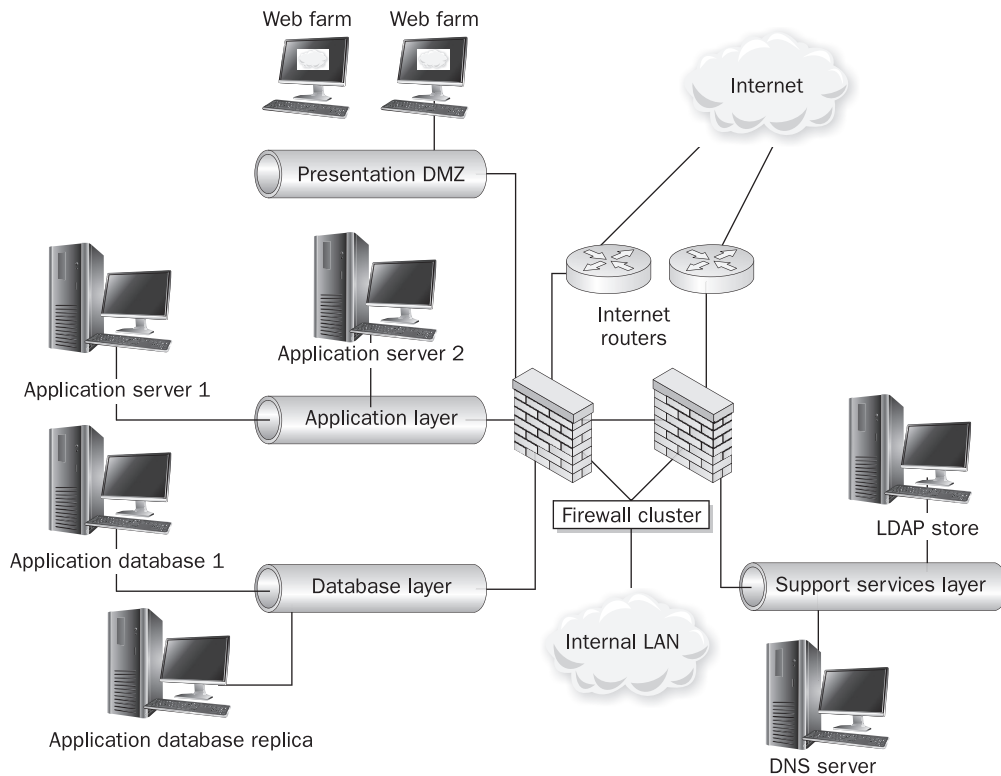 Web farm
Web farm
Internet
Presentation DMZ
Internet
routers
Application server 2
Application server 1
Application layer
Firewall cluster
LDAP store
Application database 1
Database layer
Support services layer
Internal LAN
Application database replica
DNS server